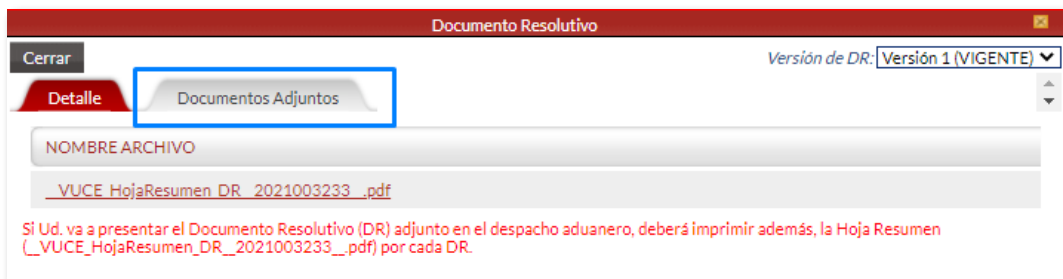 Documento Resolutivo
Cerrar
Versión de DR: Versión 1 (VIGENTE)
Detalle
Documentos Adjuntos
NOMBRE ARCHIVO
__VUCE_HojaResumen_DR__2021003233__.pdf
Si Ud. va a presentar el Documento Resolutivo (DR) adjunto en el despacho aduanero, deberá imprimir además, la Hoja Resumen
(__VUCE_HojaResumen_DR__2021003233__.pdf) por cada DR.